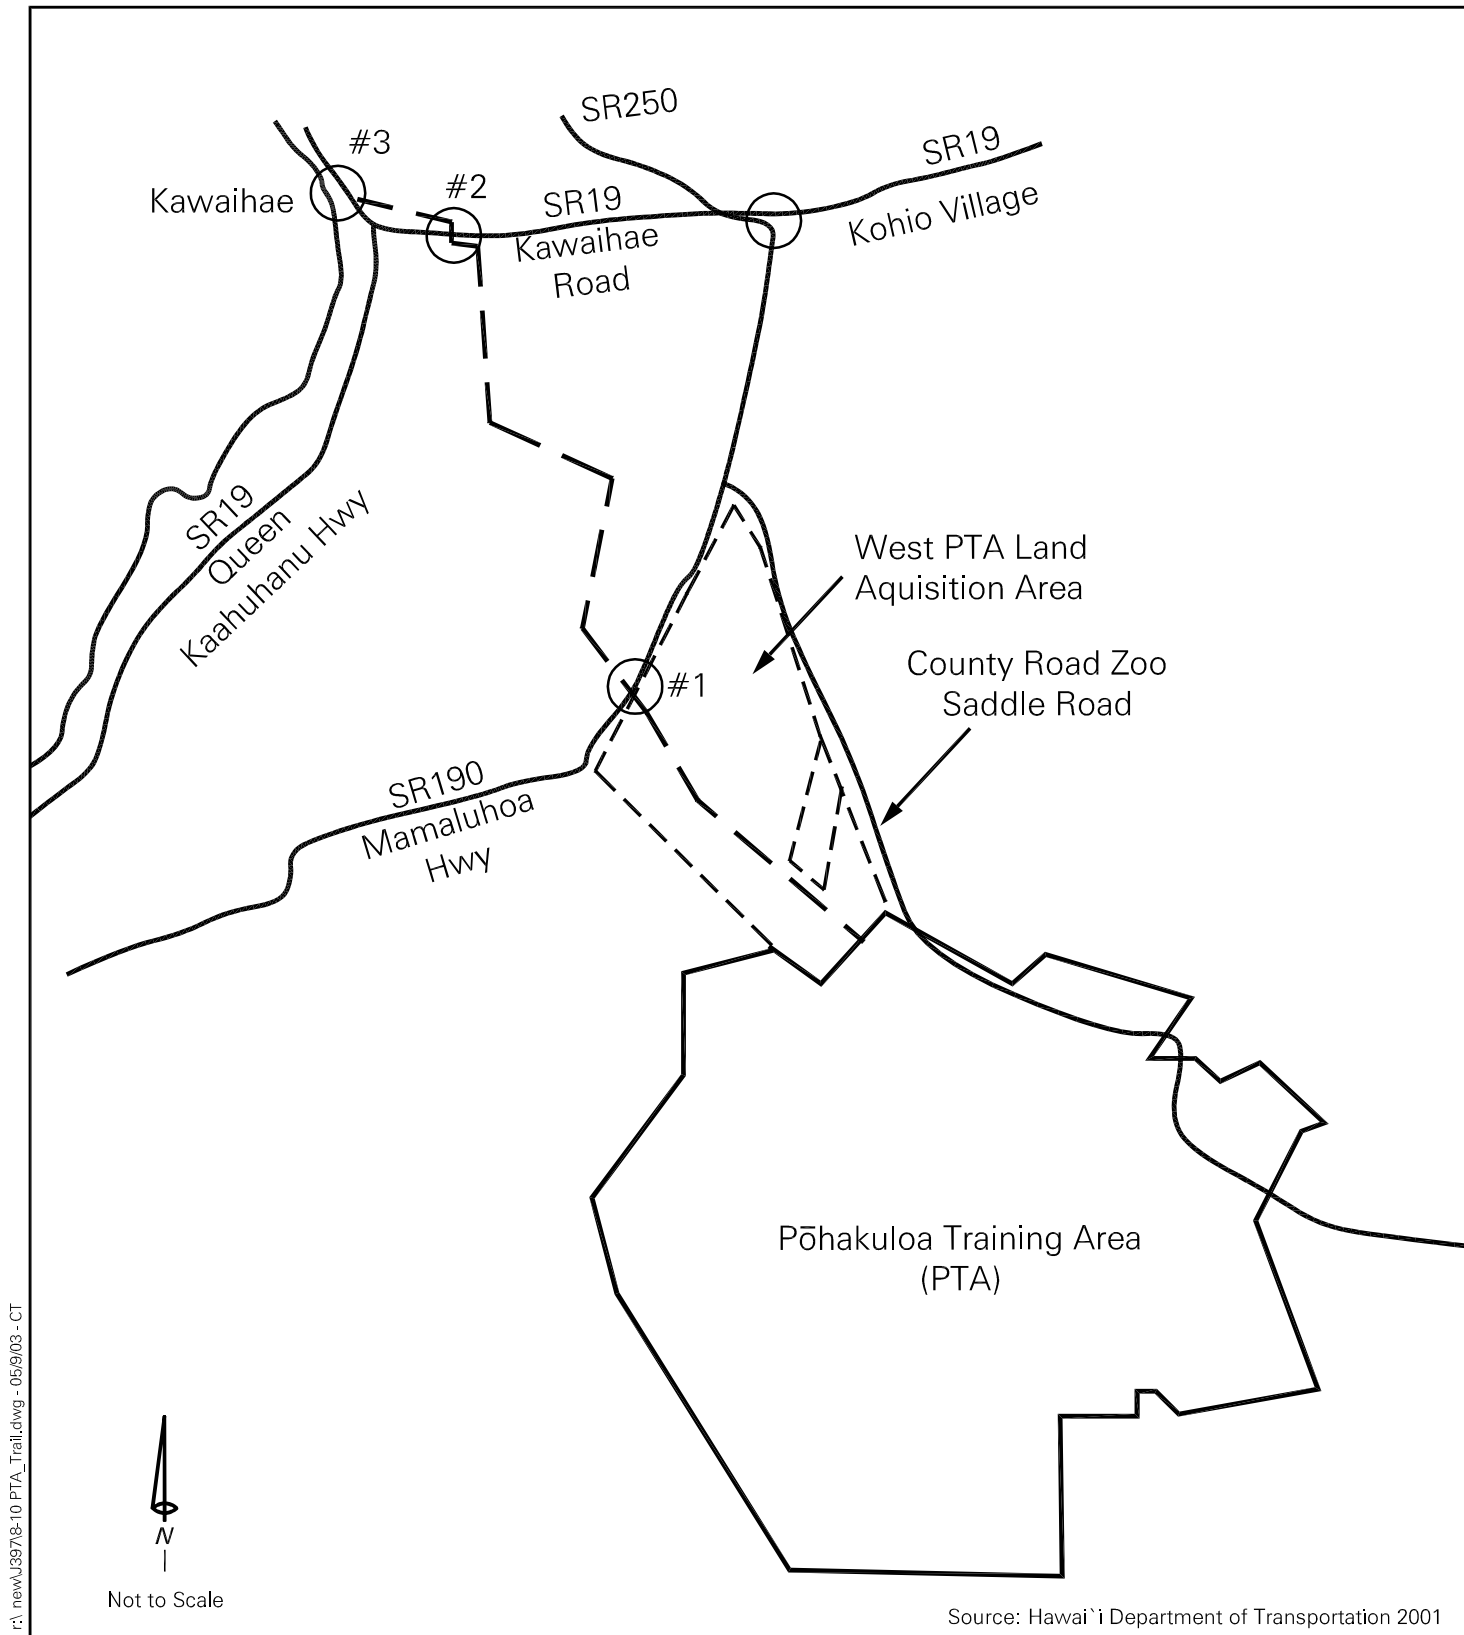 SR250
#3
SR19
#2
Kawaihae
SR19
Kohio Village
Kawaihae
Road
SR19
Queen
Kaahuhanu Hwy
West PTA Land
Aquisition Area
County Road Zoo
Saddle Road
#1
SR190
Mamaluhoa
Hwy
Pōhakuloa Training Area
(PTA)
N
Not to Scale
Source: Hawai`i Department of Transportation 2001
r:\ new\J397\8-10 PTA_Trail.dwg - 05/9/03 - CT